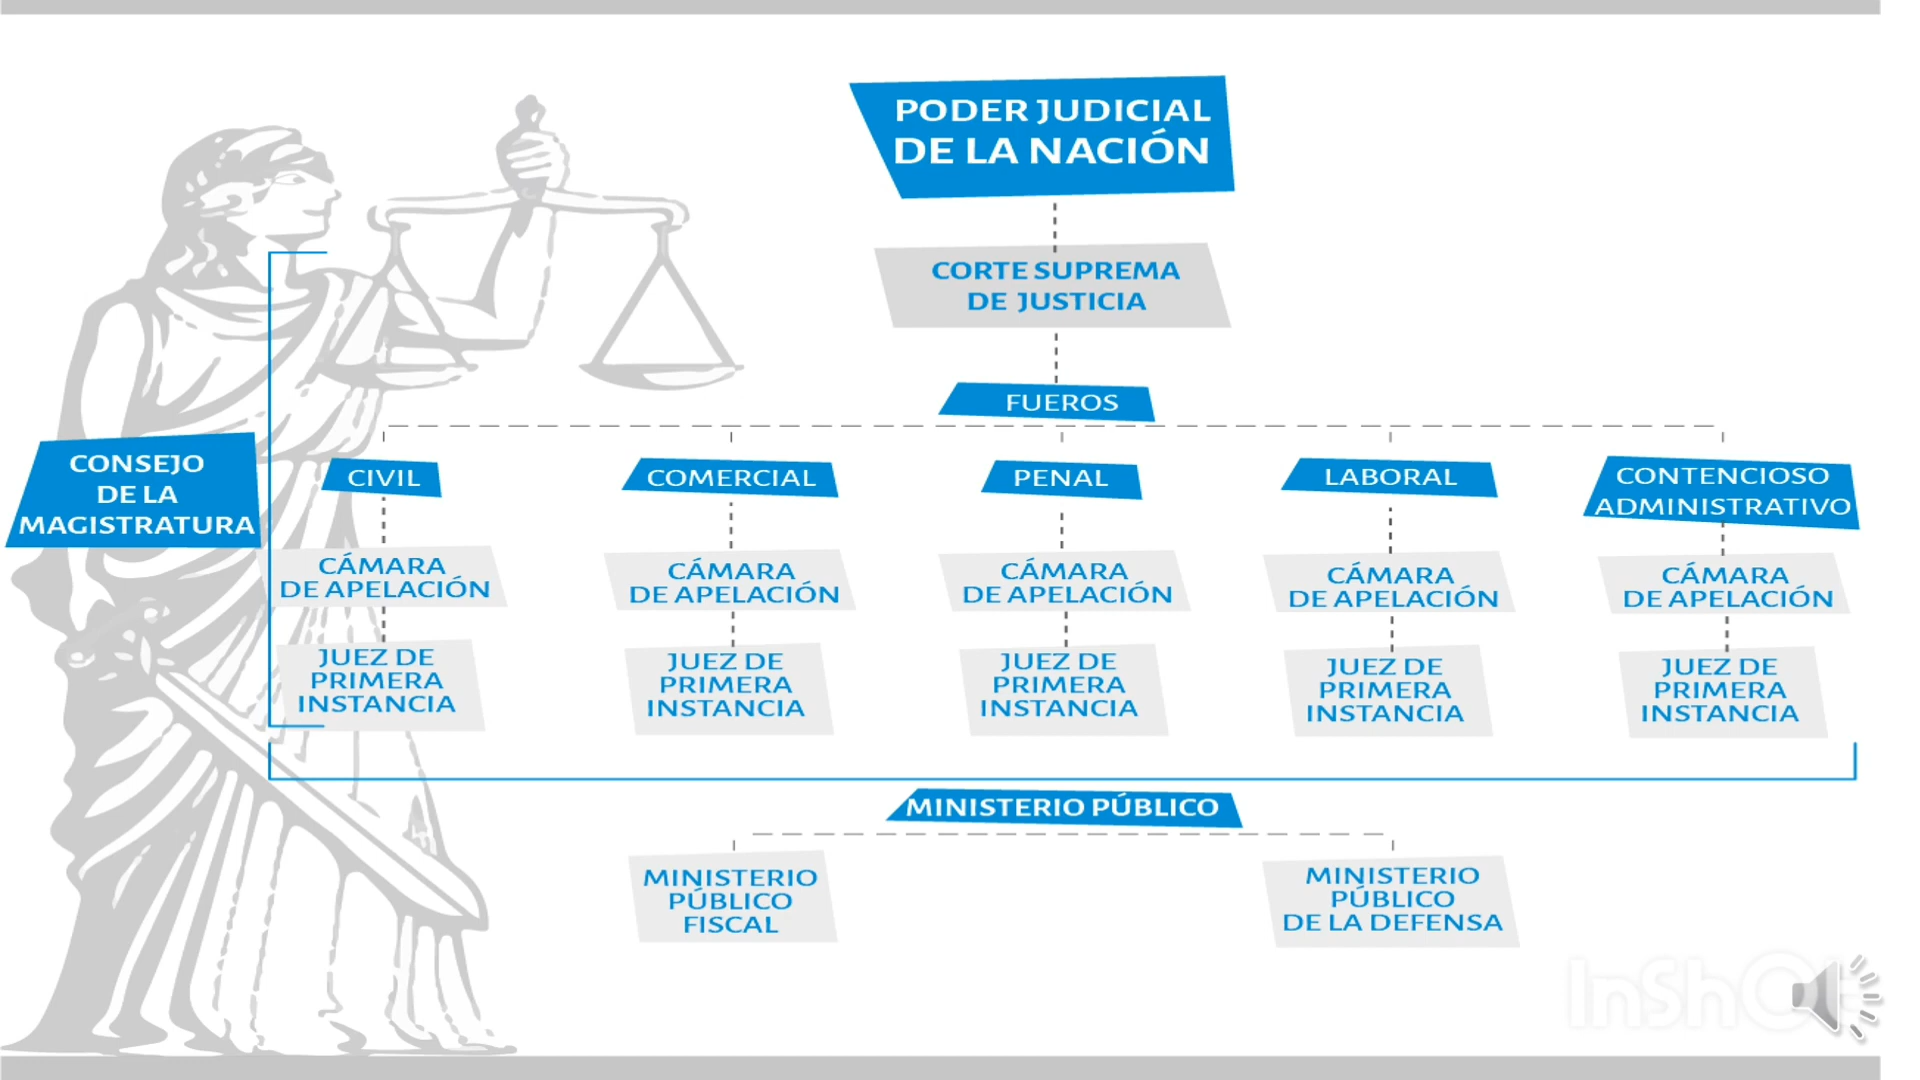 PODER JUDICIAL
DE LA NACIÓN
CORTE SUPREMA
DE JUSTICIA
FUEROS
CONSEJO
DE LA
MAGISTRATURA
CIVIL
COMERCIAL
PENAL
LABORAL
CONTENCIOSO
ADMINISTRATIVO
CÁMARA
DE APELACIÓN
CÁMARA
DE APELACIÓN
CÁMARA
DE APELACIÓN
CÁMARA
DE APELACIÓN
CÁMARA
DE APELACIÓN
JUEZ DE
PRIMERA
INSTANCIA
JUEZ DE
PRIMERA
INSTANCIA
JUEZ DE
PRIMERA
INSTANCIA
JUEZ DE
PRIMERA
INSTANCIA
JUEZ DE
PRIMERA
INSTANCIA
MINISTERIO PÚBLICO
MINISTERIO
PÚBLICO
FISCAL
MINISTERIO
PÚBLICO
DE LA DEFENSA